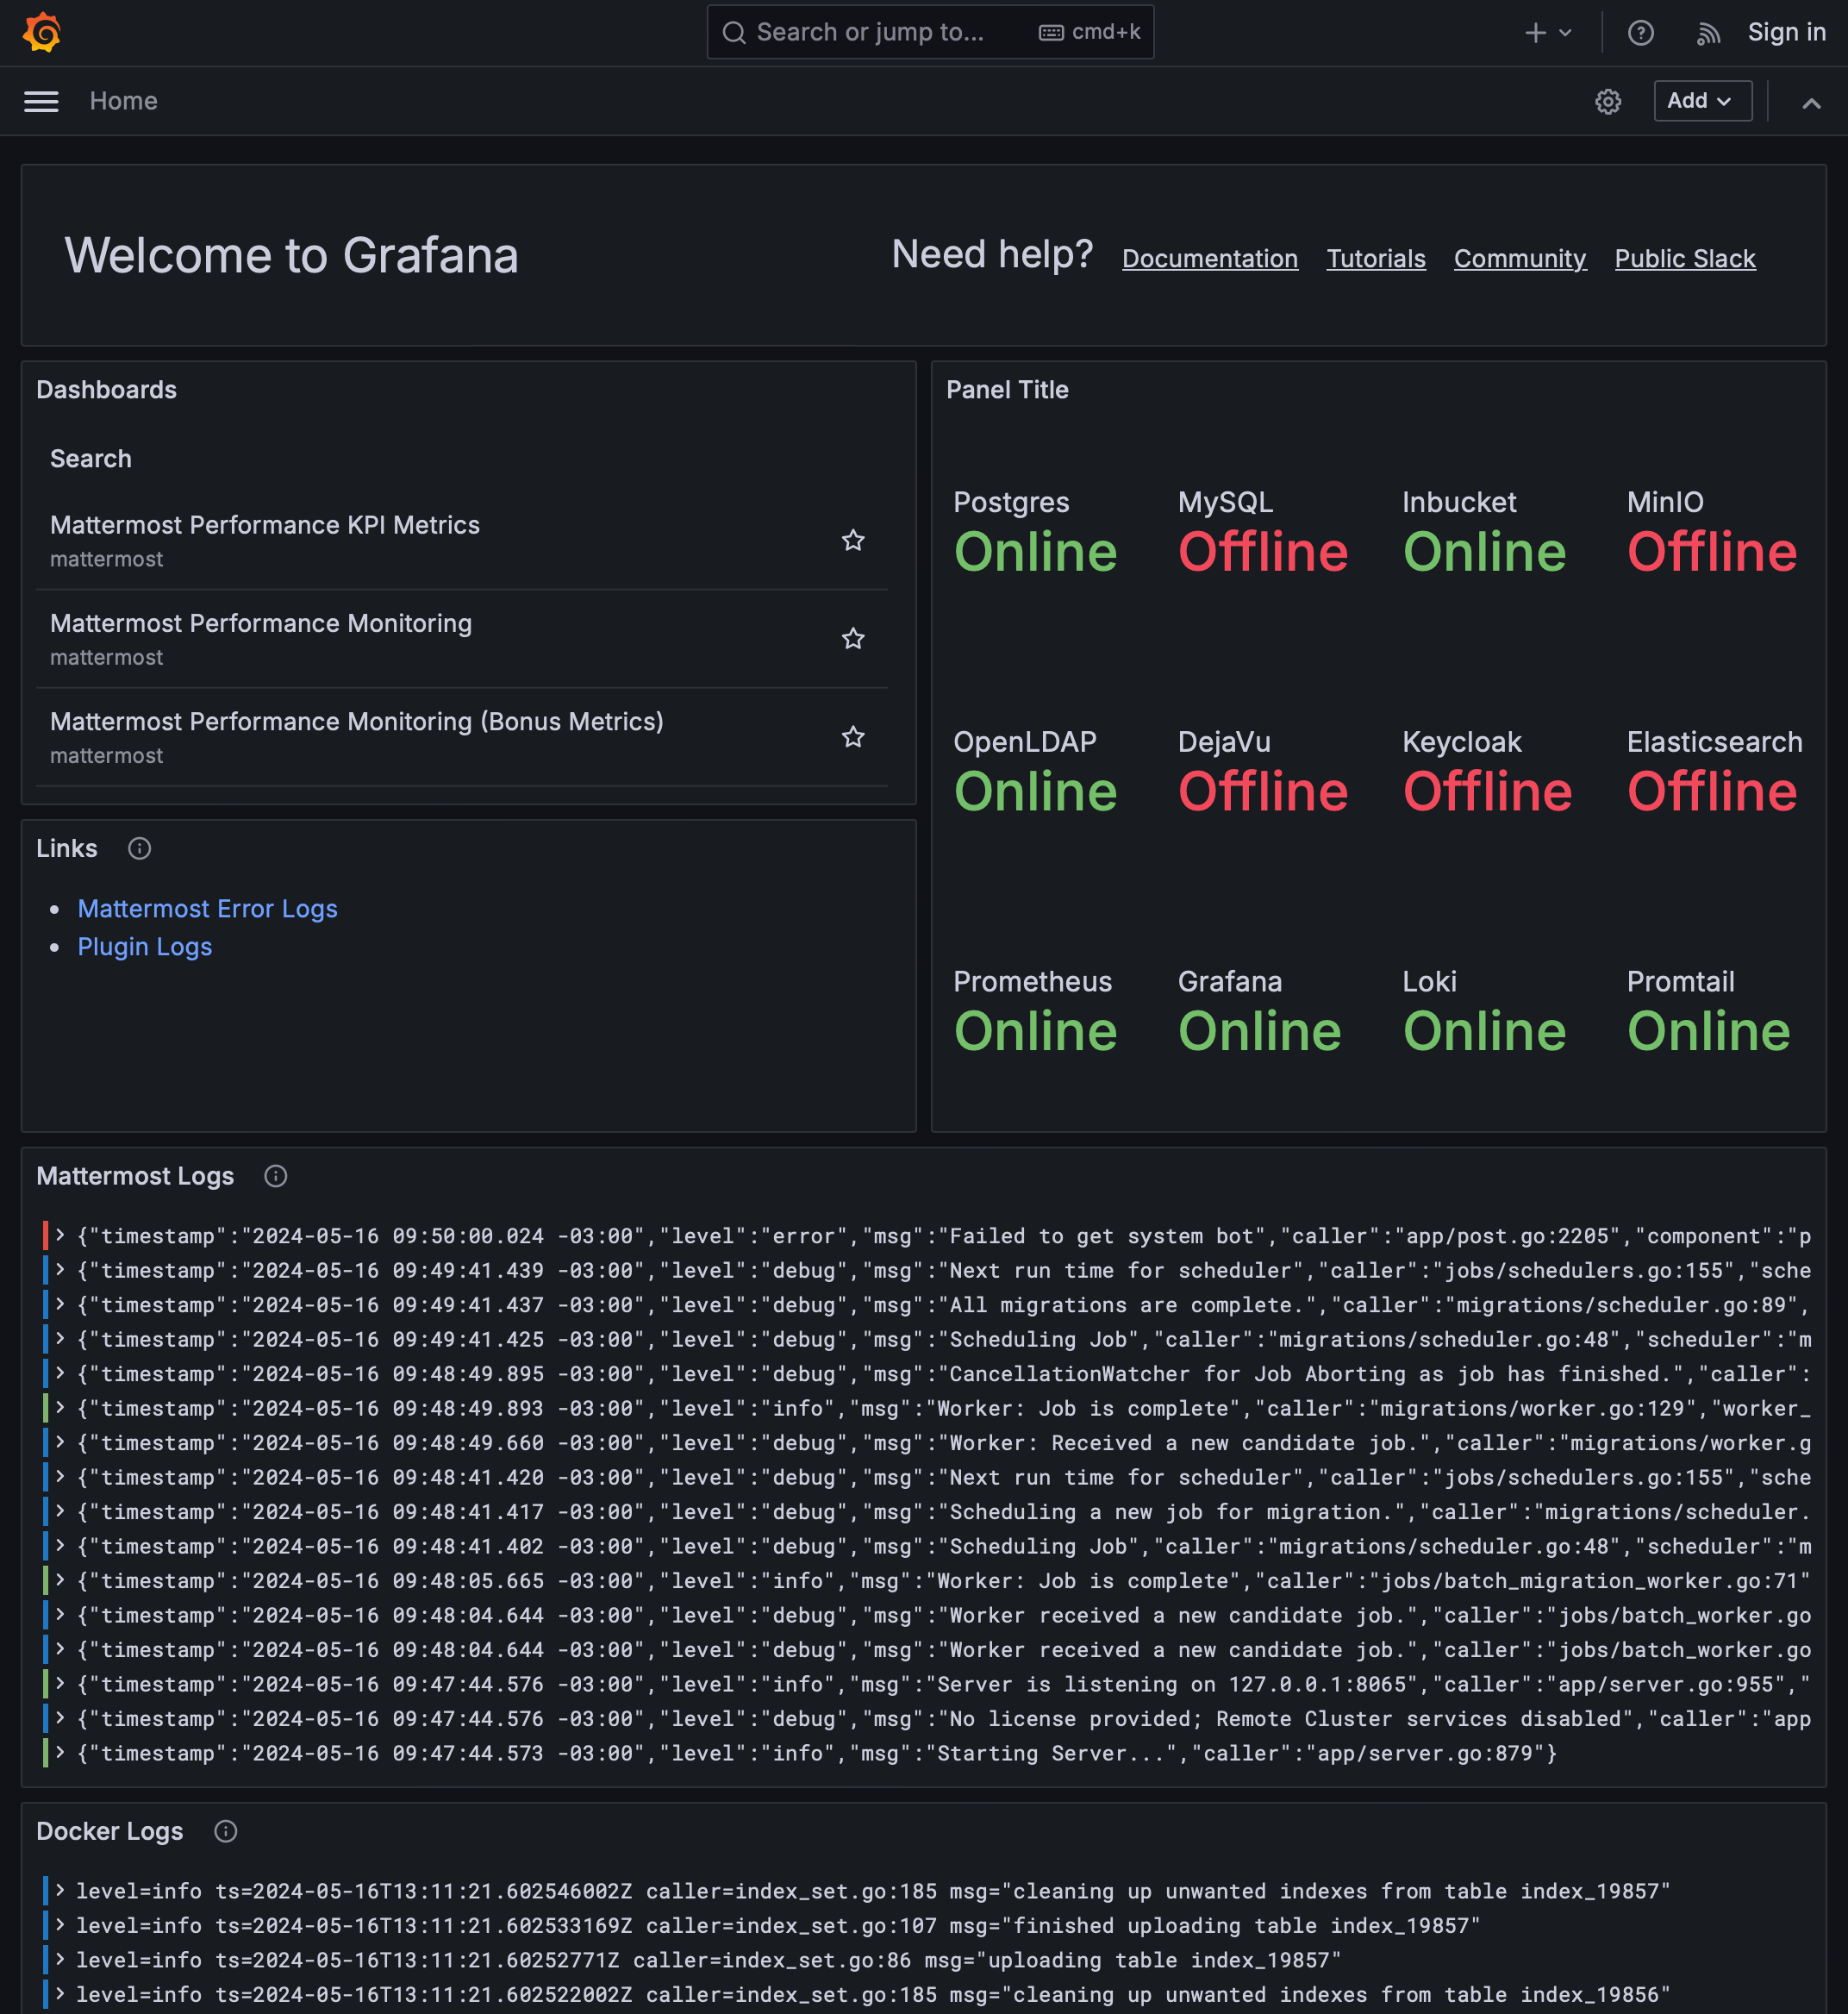 Search or jump to... cmd+k Sign in
Home Add
Welcome to Grafana
Need help? Documentation Tutorials Community Public Slack
Dashboards
Search
Mattermost Performance KPI Metrics
mattermost
Mattermost Performance Monitoring
mattermost
Mattermost Performance Monitoring (Bonus Metrics)
mattermost
Links
Mattermost Error Logs
Plugin Logs
Panel Title
Postgres MySQL Inbucket MinIO
Online Offline Online Offline
OpenLDAP DejaVu Keycloak Elasticsearch
Online Offline Offline Offline
Prometheus Grafana Loki Promtail
Online Online Online Online
Mattermost Logs
{"timestamp":"2024-05-16 09:50:00.024 -03:00","level":"error","msg":"Failed to get system bot","caller":"app/post.go:2205","component":"p
{"timestamp":"2024-05-16 09:49:41.439 -03:00","level":"debug","msg":"Next run time for scheduler","caller":"jobs/schedulers.go:155","sche
{"timestamp":"2024-05-16 09:49:41.437 -03:00","level":"debug","msg":"All migrations are complete.","caller":"migrations/scheduler.go:89",
{"timestamp":"2024-05-16 09:49:41.425 -03:00","level":"debug","msg":"Scheduling Job","caller":"migrations/scheduler.go:48","scheduler":"m
{"timestamp":"2024-05-16 09:48:49.895 -03:00","level":"debug","msg":"CancellationWatcher for Job Aborting as job has finished.","caller":
{"timestamp":"2024-05-16 09:48:49.893 -03:00","level":"info","msg":"Worker: Job is complete","caller":"migrations/worker.go:129","worker_
{"timestamp":"2024-05-16 09:48:49.660 -03:00","level":"debug","msg":"Worker: Received a new candidate job.","caller":"migrations/worker.g
{"timestamp":"2024-05-16 09:48:41.420 -03:00","level":"debug","msg":"Next run time for scheduler","caller":"jobs/schedulers.go:155","sche
{"timestamp":"2024-05-16 09:48:41.417 -03:00","level":"debug","msg":"Scheduling a new job for migration.","caller":"migrations/scheduler.
{"timestamp":"2024-05-16 09:48:41.402 -03:00","level":"debug","msg":"Scheduling Job","caller":"migrations/scheduler.go:48","scheduler":"m
{"timestamp":"2024-05-16 09:48:05.665 -03:00","level":"info","msg":"Worker: Job is complete","caller":"jobs/batch_migration_worker.go:71"
{"timestamp":"2024-05-16 09:48:04.644 -03:00","level":"debug","msg":"Worker received a new candidate job.","caller":"jobs/batch_worker.go
{"timestamp":"2024-05-16 09:48:04.644 -03:00","level":"debug","msg":"Worker received a new candidate job.","caller":"jobs/batch_worker.go
{"timestamp":"2024-05-16 09:47:44.576 -03:00","level":"info","msg":"Server is listening on 127.0.0.1:8065","caller":"app/server.go:955","
{"timestamp":"2024-05-16 09:47:44.576 -03:00","level":"debug","msg":"No license provided; Remote Cluster services disabled","caller":"app
{"timestamp":"2024-05-16 09:47:44.573 -03:00","level":"info","msg":"Starting Server...","caller":"app/server.go:879"}
Docker Logs
level=info ts=2024-05-16T13:11:21.602546002Z caller=index_set.go:185 msg="cleaning up unwanted indexes from table index_19857"
level=info ts=2024-05-16T13:11:21.602533169Z caller=index_set.go:107 msg="finished uploading table index_19857"
level=info ts=2024-05-16T13:11:21.60252771Z caller=index_set.go:86 msg="uploading table index_19857"
level=info ts=2024-05-16T13:11:21.602522002Z caller=index_set.go:185 msg="cleaning up unwanted indexes from table index_19856"